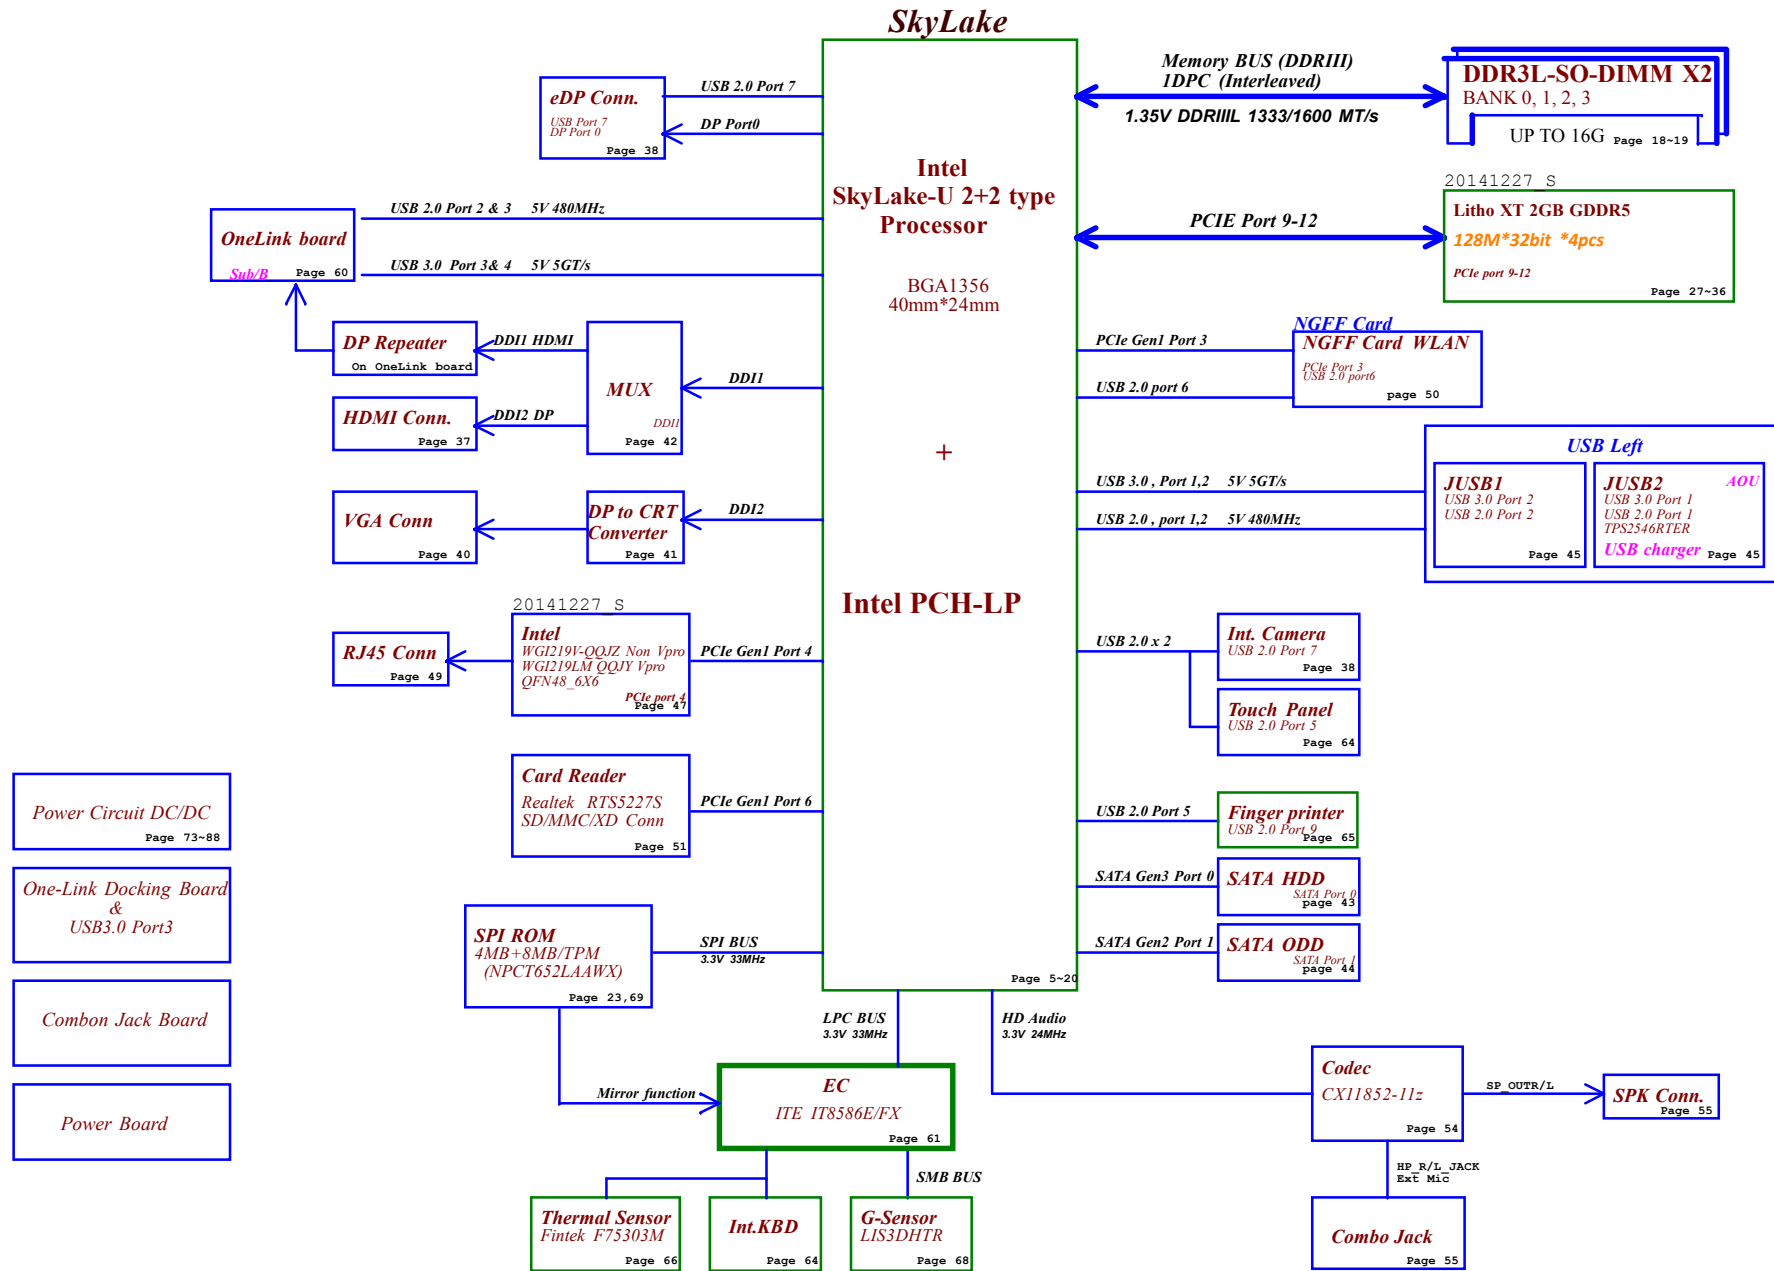 SkyLake
eDP Conn.
USB Port 7
DP Port 0
Page 38
USB 2.0 Port 7
DP Port0
OneLink board
Sub/B
Page 60
USB 2.0 Port 2 & 3 5V 480MHz
USB 3.0 Port 3& 4 5V 5GT/s
DP Repeater
On OneLink board
DDI1 HDMI
HDMI Conn.
Page 37
DDI2 DP
MUX
DDI1
Page 42
DDI1
VGA Conn
Page 40
DP to CRT
Converter
Page 41
DDI2
20141227_S
RJ45 Conn
Page 49
Intel
WGI219V-QQJZ Non Vpro
WGI219LM QQJY Vpro
QFN48_6X6
PCIe port 4
Page 47
PCIe Gen1 Port 4
Card Reader
Realtek RTS5227S
SD/MMC/XD Conn
Page 51
PCIe Gen1 Port 6
SPI ROM
4MB+8MB/TPM
(NPCT652LAAWX)
Page 23,69
SPI BUS
3.3V 33MHz
Power Circuit DC/DC
Page 73~88
One-Link Docking Board
&
USB3.0 Port3
Combon Jack Board
Power Board
Intel
SkyLake-U 2+2 type
Processor
BGA1356
40mm*24mm
+
Intel PCH-LP
Page 5~20
Memory BUS (DDRIII)
1DPC (Interleaved)
1.35V DDRIIIL 1333/1600 MT/s
DDR3L-SO-DIMM X2
BANK 0, 1, 2, 3
UP TO 16G
Page 18~19
PCIE Port 9-12
20141227_S
Litho XT 2GB GDDR5
128M*32bit *4pcs
PCIe port 9-12
Page 27~36
PCIe Gen1 Port 3
USB 2.0 port 6
NGFF Card
NGFF Card WLAN
PCIe Port 3
USB 2.0 port6
page 50
USB 3.0 , Port 1,2 5V 5GT/s
USB 2.0 , port 1,2 5V 480MHz
USB Left
JUSB1
USB 3.0 Port 2
USB 2.0 Port 2
Page 45
JUSB2
AOU
USB 3.0 Port 1
USB 2.0 Port 1
TPS2546RTER
USB charger
Page 45
USB 2.0 x 2
Int. Camera
USB 2.0 Port 7
Page 38
Touch Panel
USB 2.0 Port 5
Page 64
USB 2.0 Port 5
Finger printer
USB 2.0 Port 9
Page 65
SATA Gen3 Port 0
SATA HDD
SATA Port 0
page 43
SATA Gen2 Port 1
SATA ODD
SATA Port 1
page 44
LPC BUS
3.3V 33MHz
HD Audio
3.3V 24MHz
Mirror function
EC
ITE IT8586E/FX
Page 61
SMB BUS
Thermal Sensor
Fintek F75303M
Page 66
Int.KBD
Page 64
G-Sensor
LIS3DHTR
Page 68
Codec
CX11852-11z
Page 54
SP_OUTR/L
SPK Conn.
Page 55
HP_R/L_JACK
Ext Mic
Combo Jack
Page 55